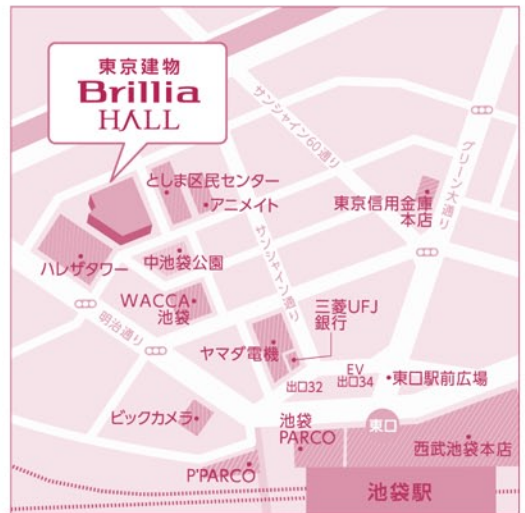 東京建物
Brillia
HALL
サンシャイン60通り
グリーン大通り
としま区民センター
アニメイト
東京信用金庫
本店
ハレザタワー
中池袋公園
サンシャイン通り
WACCA
池袋
三菱UFJ
銀行
明治通り
ヤマダ電機
出口32
EV
出口34
東口駅前広場
ビックカメラ
池袋
PARCO
東口
西武池袋本店
P'PARCO
池袋駅